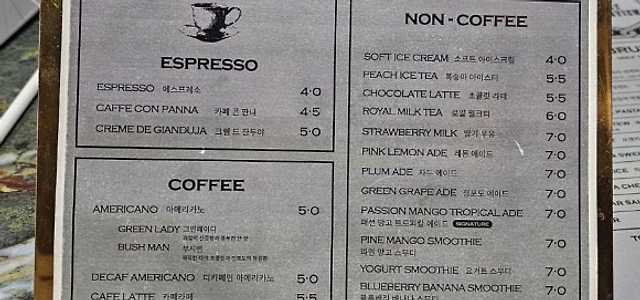 ESPRESSO
ESPRESSO 에스프레소 4.0
CAFFE CON PANNA 카페 콘 판나 4.5
CREME DE GIANDUJA 크렘 드 잔두야 5.0
COFFEE
AMERICANO 아메리카노 5.0
GREEN LADY 그린레이디
BUSH MAN 부시맨
DECAF AMERICANO 디카페인 아메리카노 5.0
CAFE LATTE 카페라떼
NON - COFFEE
SOFT ICE CREAM 소프트 아이스크림 4.0
PEACH ICE TEA 복숭아 아이스티 5.5
CHOCOLATE LATTE 초콜릿 라떼 5.5
ROYAL MILK TEA 로얄 밀크티 6.0
STRAWBERRY MILK 딸기 우유 7.0
PINK LEMON ADE 레몬 에이드 7.0
PLUM ADE 자두 에이드 7.0
GREEN GRAPE ADE 청포도 에이드 7.0
PASSION MANGO TROPICAL ADE 7.0
패션 망고 트로피칼 에이드 SIGNATURE
PINE MANGO SMOOTHIE 7.0
파인 망고 스무디
YOGURT SMOOTHIE 요거트 스무디 7.0
BLUEBERRY BANANA SMOOTHIE 7.0
블루베리 바나나 스무디